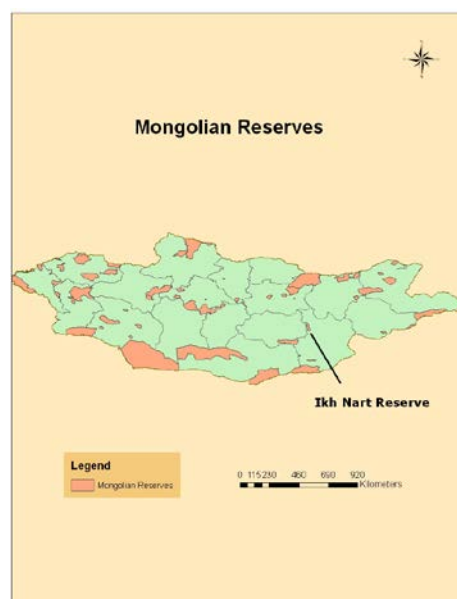 Mongolian Reserves
Ikh Nart Reserve
Legend
Mongolian Reserves
0 115 230 460 690 920
Kilometers